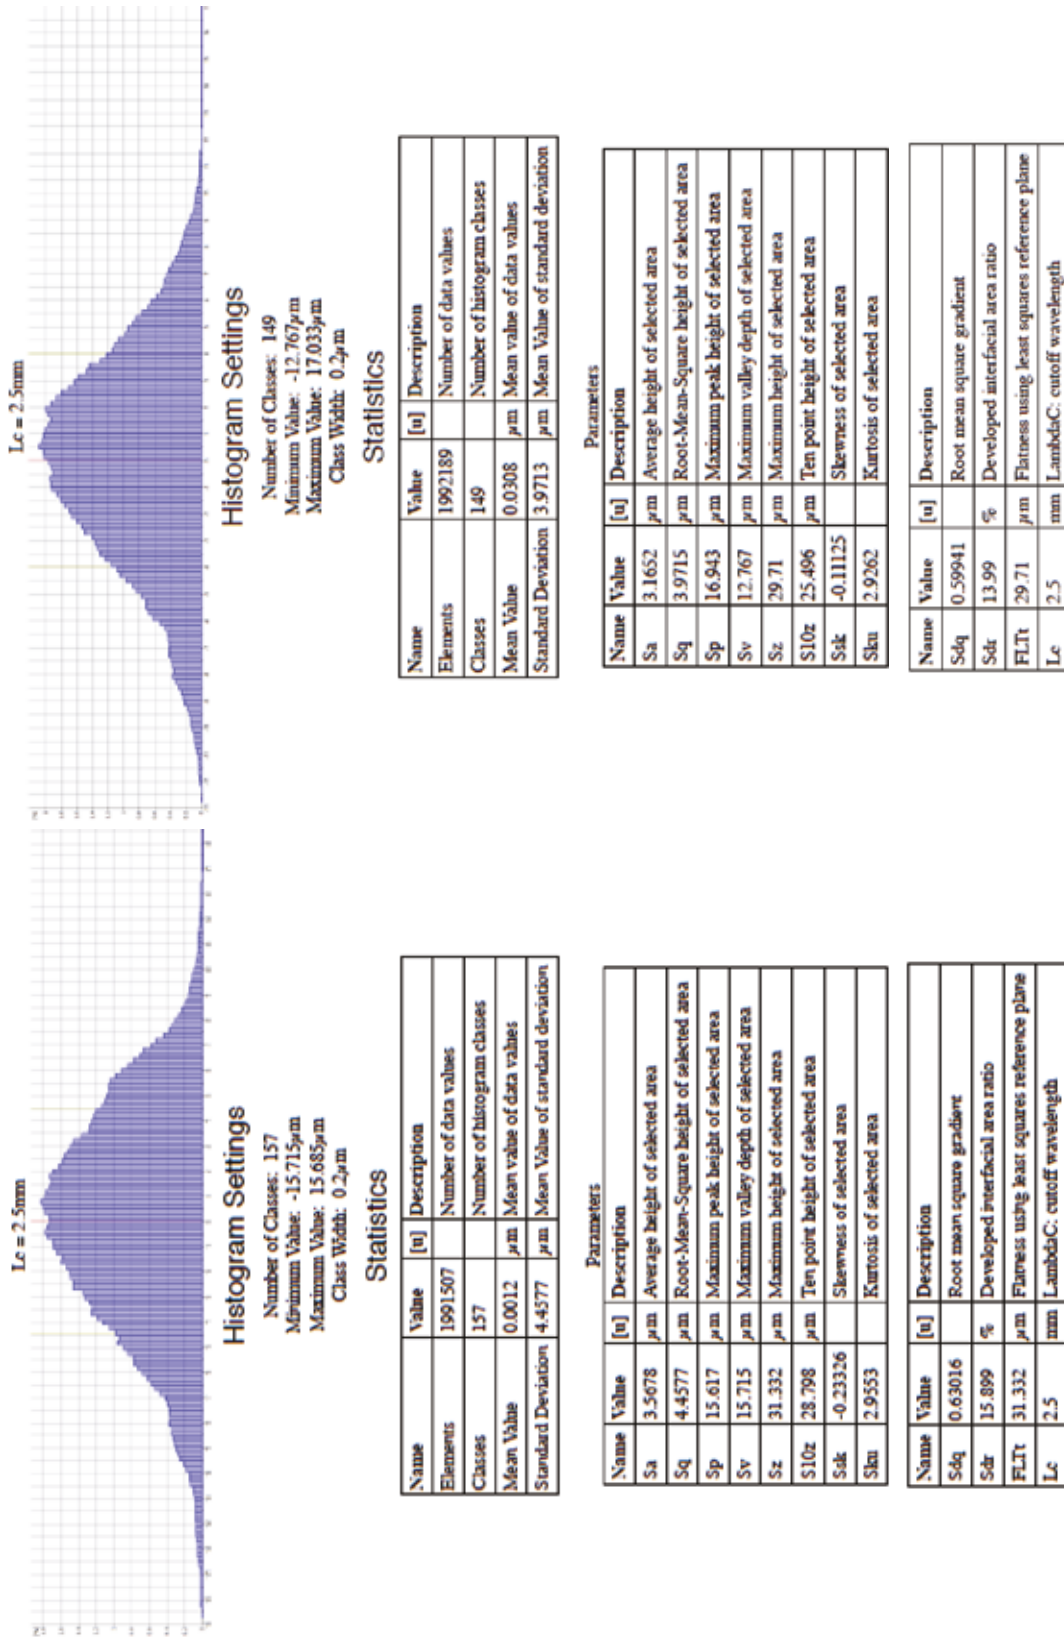 Lc = 2.5mm
Histogram Settings
Number of Classes: 157
Minimum Value: -15.715µm
Maximum Value: 15.685µm
Class Width: 0.2µm
Statistics
Name Value [u] Description
Elements 1991507 Number of data values
Classes 157 Number of histogram classes
Mean Value 0.0012 µm Mean value of data values
Standard Deviation 4.4577 µm Mean Value of standard deviation
Parameters
Name Value [u] Description
Sa 3.5678 µm Average height of selected area
Sq 4.4577 µm Root-Mean-Square height of selected area
Sp 15.617 µm Maximum peak height of selected area
Sv 15.715 µm Maximum valley depth of selected area
Sz 31.332 µm Maximum height of selected area
S10z 28.798 µm Ten point height of selected area
Ssk -0.23326 Skewness of selected area
Sku 2.9553 Kurtosis of selected area
Name Value [u] Description
Sdq 0.63016 Root mean square gradient
Sdr 15.899 % Developed interfacial area ratio
FLTt 31.332 µm Flatness using least squares reference plane
Lc 2.5 mm LambdaC: cutoff wavelength
Lc = 2.5mm
Histogram Settings
Number of Classes: 149
Minimum Value: -12.767µm
Maximum Value: 17.033µm
Class Width: 0.2µm
Statistics
Name Value [u] Description
Elements 1992189 Number of data values
Classes 149 Number of histogram classes
Mean Value 0.0308 µm Mean value of data values
Standard Deviation 3.9713 µm Mean Value of standard deviation
Parameters
Name Value [u] Description
Sa 3.1652 µm Average height of selected area
Sq 3.9715 µm Root-Mean-Square height of selected area
Sp 16.943 µm Maximum peak height of selected area
Sv 12.767 µm Maximum valley depth of selected area
Sz 29.71 µm Maximum height of selected area
S10z 25.496 µm Ten point height of selected area
Ssk -0.11125 Skewness of selected area
Sku 2.9262 Kurtosis of selected area
Name Value [u] Description
Sdq 0.59941 Root mean square gradient
Sdr 13.99 % Developed interfacial area ratio
FLTt 29.71 µm Flatness using least squares reference plane
Lc 2.5 mm LambdaC: cutoff wavelength